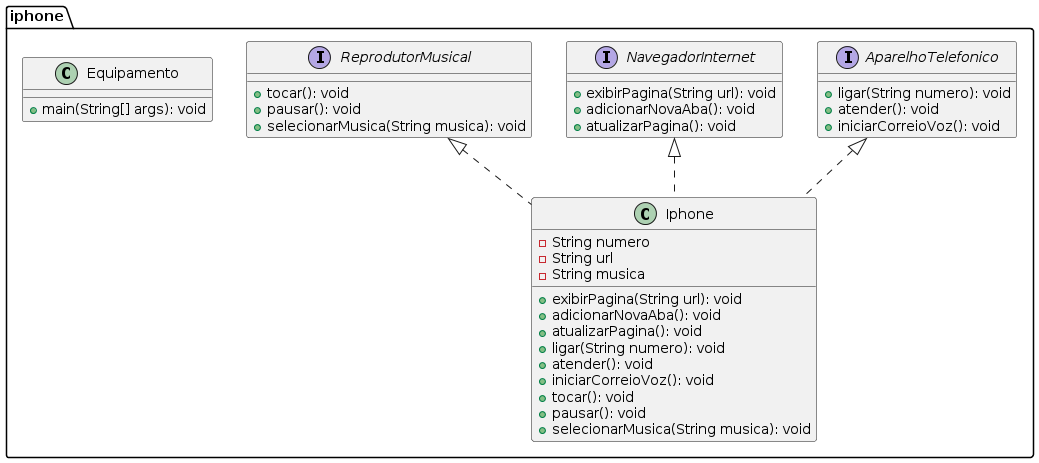 iphone
C Equipamento
main(String[] args): void
I ReprodutorMusical
tocar(): void
pausar(): void
selecionarMusica(String musica): void
I NavegadorInternet
exibirPagina(String url): void
adicionarNovaAba(): void
atualizarPagina(): void
I AparelhoTelefonico
ligar(String numero): void
atender(): void
iniciarCorreioVoz(): void
C Iphone
String numero
String url
String musica
exibirPagina(String url): void
adicionarNovaAba(): void
atualizarPagina(): void
ligar(String numero): void
atender(): void
iniciarCorreioVoz(): void
tocar(): void
pausar(): void
selecionarMusica(String musica): void